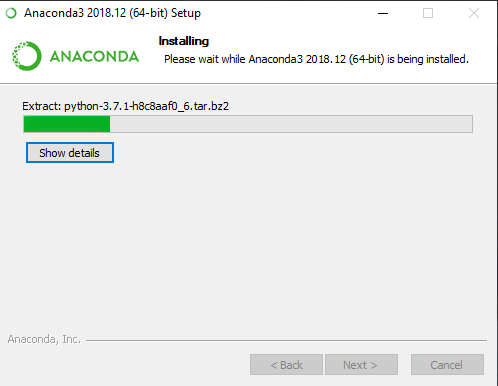 Anaconda3 2018.12 (64-bit) Setup
ANACONDA
Installing
Please wait while Anaconda3 2018.12 (64-bit) is being installed.
Extract: python-3.7.1-h8c8aaf0_6.tar.bz2
Show details
Anaconda, Inc.
< Back
Next >
Cancel